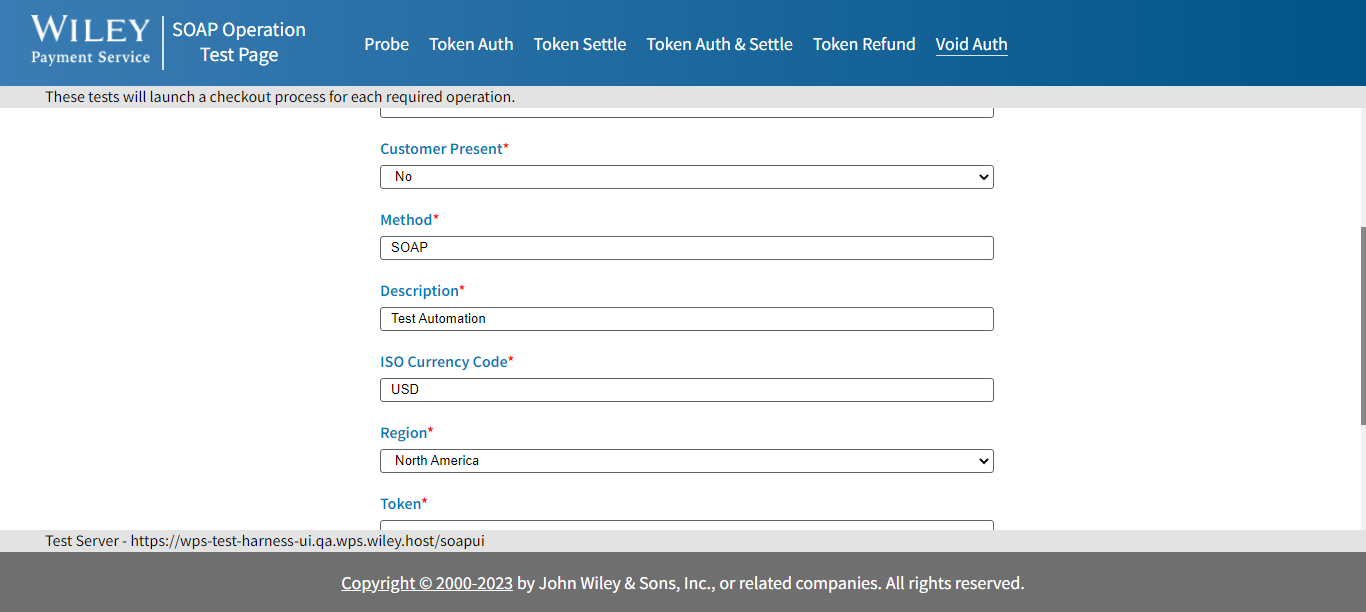 WILEY
Payment Service
SOAP Operation
Test Page
Probe
Token Auth
Token Settle
Token Auth & Settle
Token Refund
Void Auth
These tests will launch a checkout process for each required operation.
Customer Present*
No
Method*
SOAP
Description*
Test Automation
ISO Currency Code*
USD
Region*
North America
Token*
Test Server - https://wps-test-harness-ui.qa.wps.wiley.host/soapui
Copyright © 2000-2023 by John Wiley & Sons, Inc., or related companies. All rights reserved.